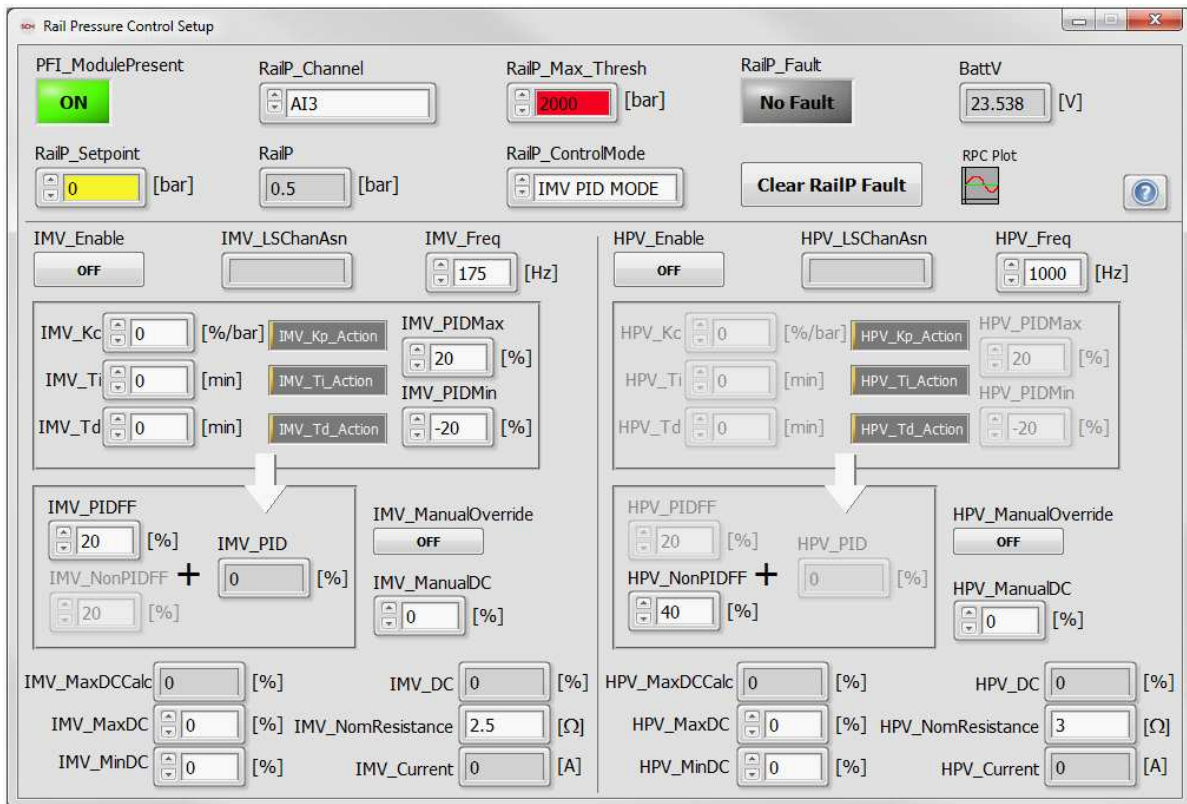 SCM Rail Pressure Control Setup
PFI_ModulePresent RailP_Channel RailP_Max_Thresh RailP_Fault BattV
ON AI3 2000 [bar] No Fault 23.538 [V]
RailP_Setpoint RailP RailP_ControlMode RPC Plot
0 [bar] 0.5 [bar] IMV PID MODE Clear RailP Fault ?
IMV_Enable IMV_LSChanAsn IMV_Freq HPV_Enable HPV_LSChanAsn HPV_Freq
OFF 175 [Hz] OFF 1000 [Hz]
IMV_Kc 0 [%/bar] IMV_Kp_Action IMV_PIDMax HPV_Kc 0 [%/bar] HPV_Kp_Action HPV_PIDMax
20 [%] 20 [%]
IMV_Ti 0 [min] IMV_Ti_Action IMV_PIDMin HPV_Ti 0 [min] HPV_Ti_Action HPV_PIDMin
IMV_Td 0 [min] IMV_Td_Action -20 [%] HPV_Td 0 [min] HPV_Td_Action -20 [%]
IMV_PIDFF IMV_ManualOverride HPV_PIDFF HPV_ManualOverride
20 [%] IMV_PID OFF 20 [%] HPV_PID OFF
IMV_NonPIDFF + 0 [%] IMV_ManualDC HPV_NonPIDFF + 0 [%] HPV_ManualDC
20 [%] 0 [%] 40 [%] 0 [%]
IMV_MaxDCCalc 0 [%] IMV_DC 0 [%] HPV_MaxDCCalc 0 [%] HPV_DC 0 [%]
IMV_MaxDC 0 [%] IMV_NomResistance 2.5 [Ω] HPV_MaxDC 0 [%] HPV_NomResistance 3 [Ω]
IMV_MinDC 0 [%] IMV_Current 0 [A] HPV_MinDC 0 [%] HPV_Current 0 [A]